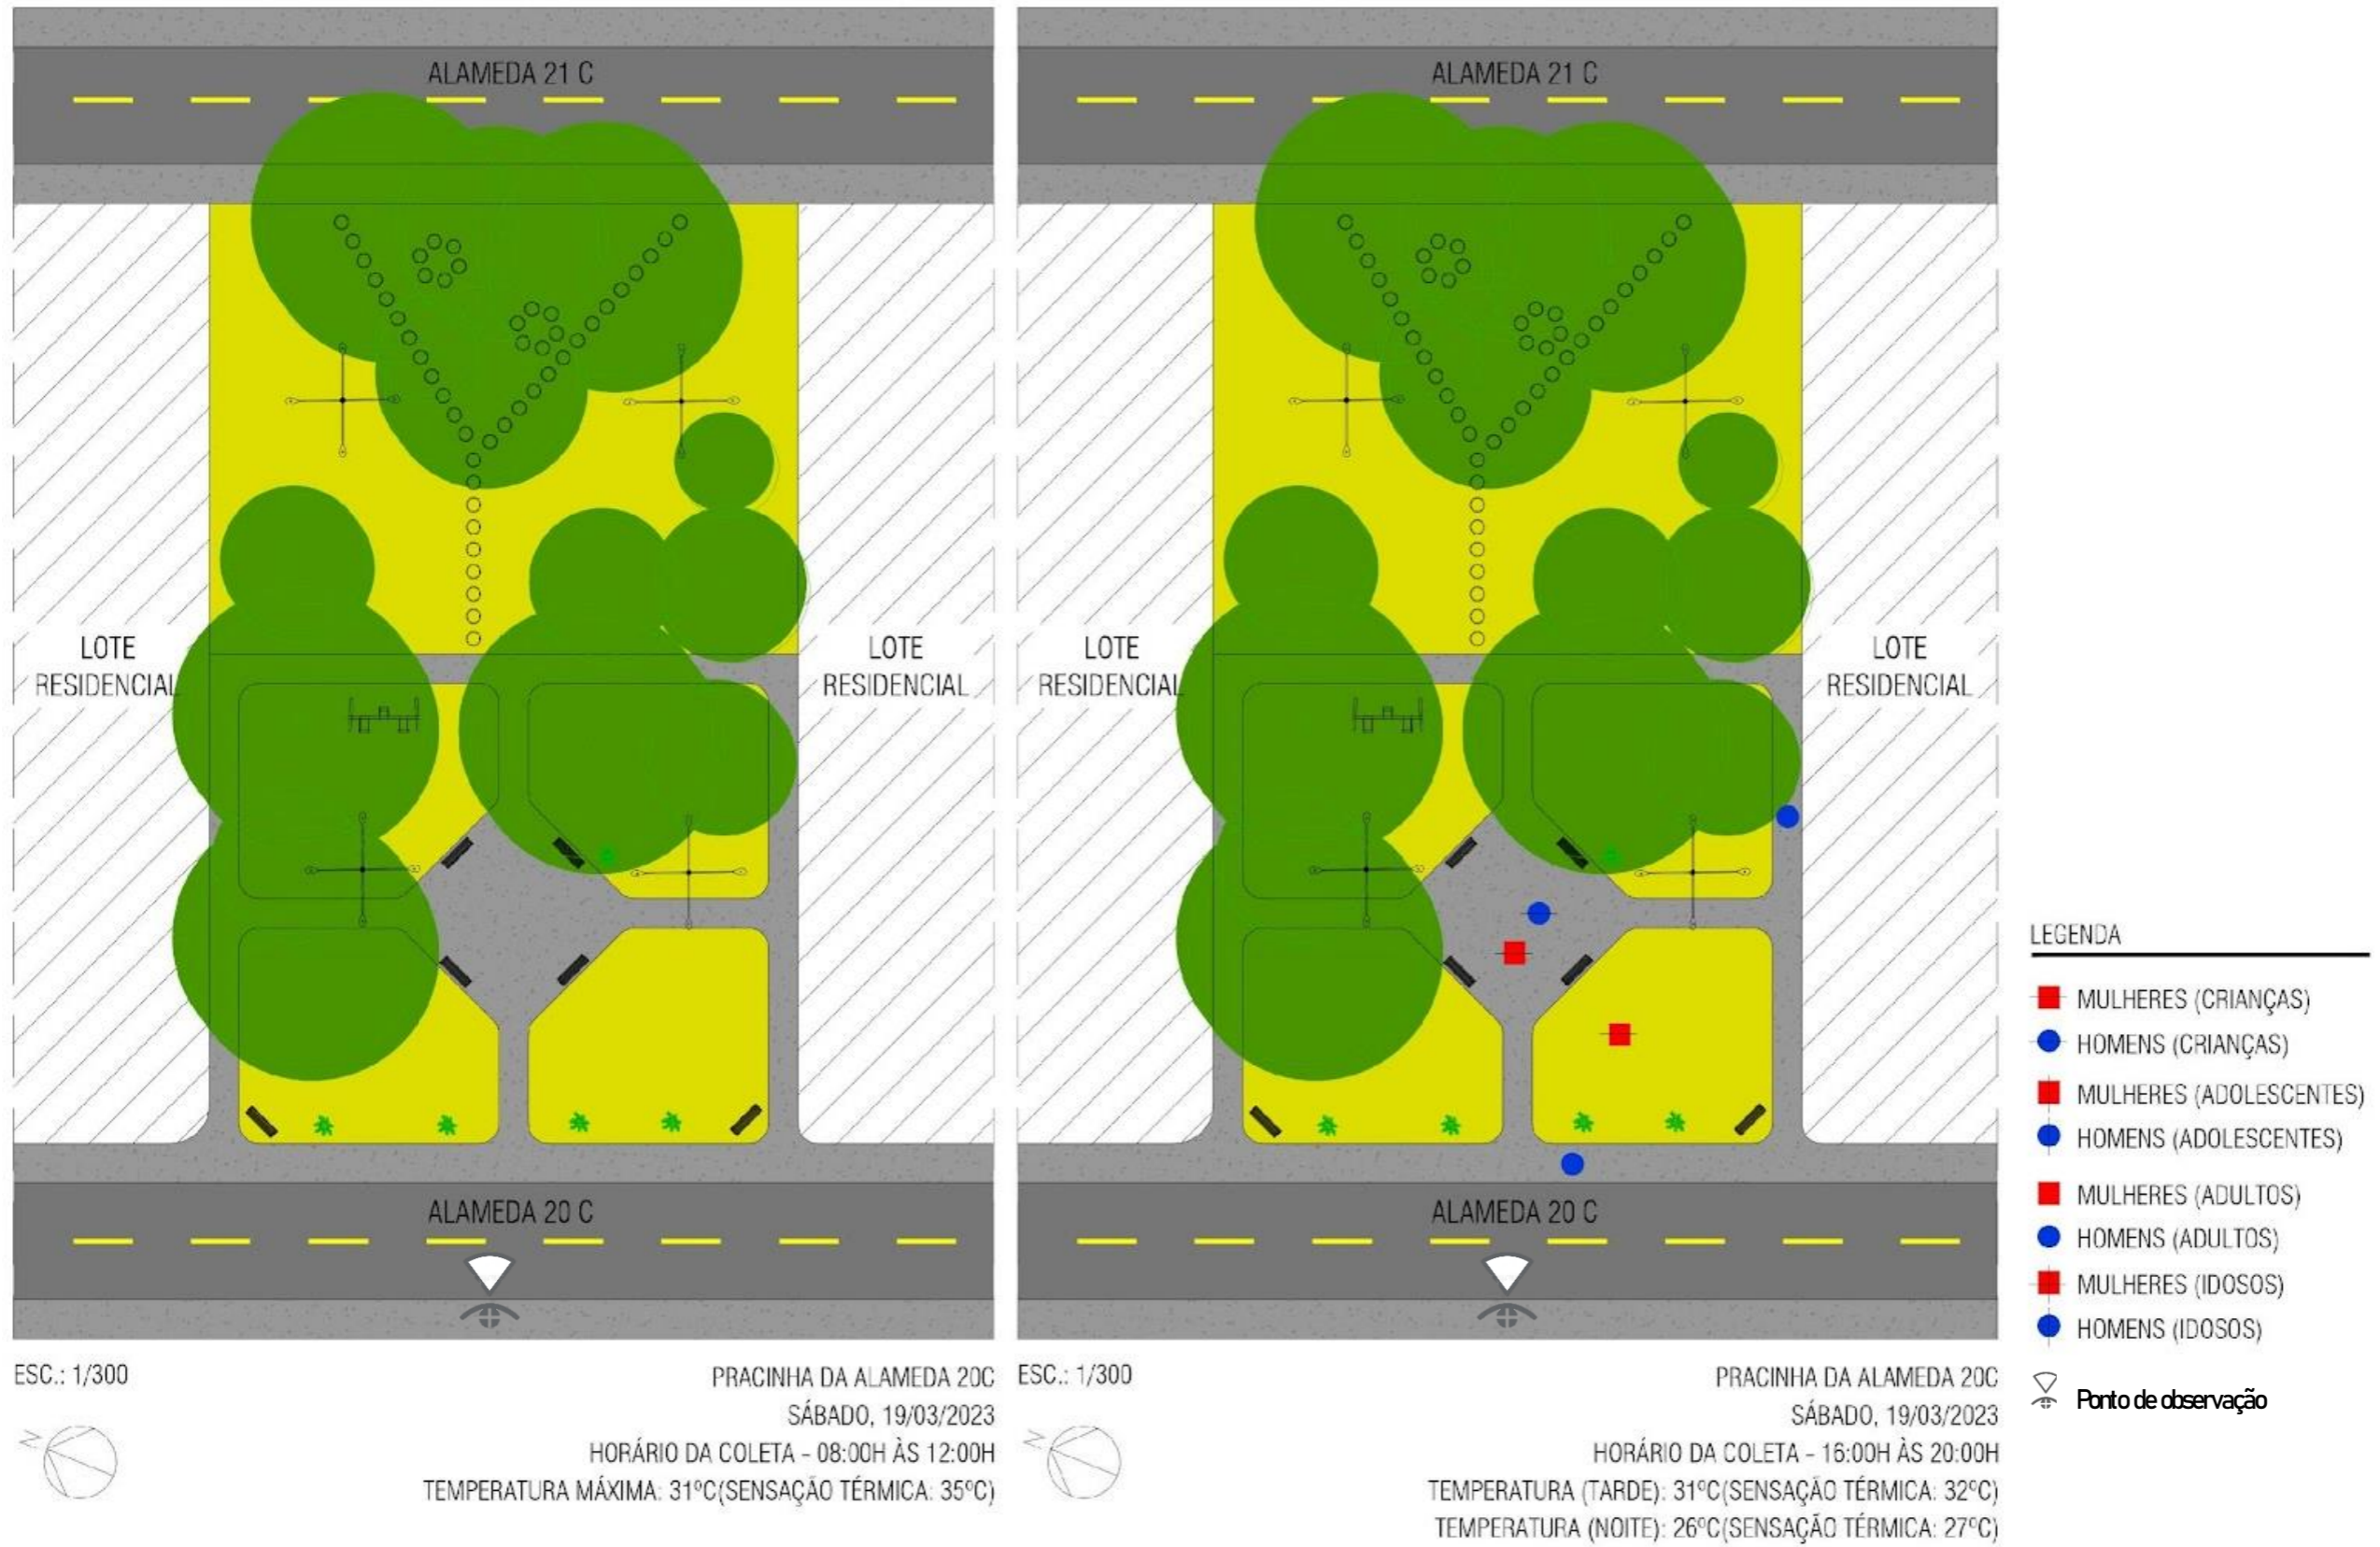 ALAMEDA 21 C
LOTE
RESIDENCIAL
LOTE
RESIDENCIAL
ALAMEDA 20 C
ESC.: 1/300
N
PRACINHA DA ALAMEDA 20C
SÁBADO, 19/03/2023
HORÁRIO DA COLETA - 08:00H ÀS 12:00H
TEMPERATURA MÁXIMA: 31ºC(SENSAÇÃO TÉRMICA: 35ºC)
ALAMEDA 21 C
LOTE
RESIDENCIAL
LOTE
RESIDENCIAL
ALAMEDA 20 C
ESC.: 1/300
N
PRACINHA DA ALAMEDA 20C
SÁBADO, 19/03/2023
HORÁRIO DA COLETA - 16:00H ÀS 20:00H
TEMPERATURA (TARDE): 31ºC(SENSAÇÃO TÉRMICA: 32ºC)
TEMPERATURA (NOITE): 26ºC(SENSAÇÃO TÉRMICA: 27ºC)
LEGENDA
MULHERES (CRIANÇAS)
HOMENS (CRIANÇAS)
MULHERES (ADOLESCENTES)
HOMENS (ADOLESCENTES)
MULHERES (ADULTOS)
HOMENS (ADULTOS)
MULHERES (IDOSOS)
HOMENS (IDOSOS)
Ponto de observação